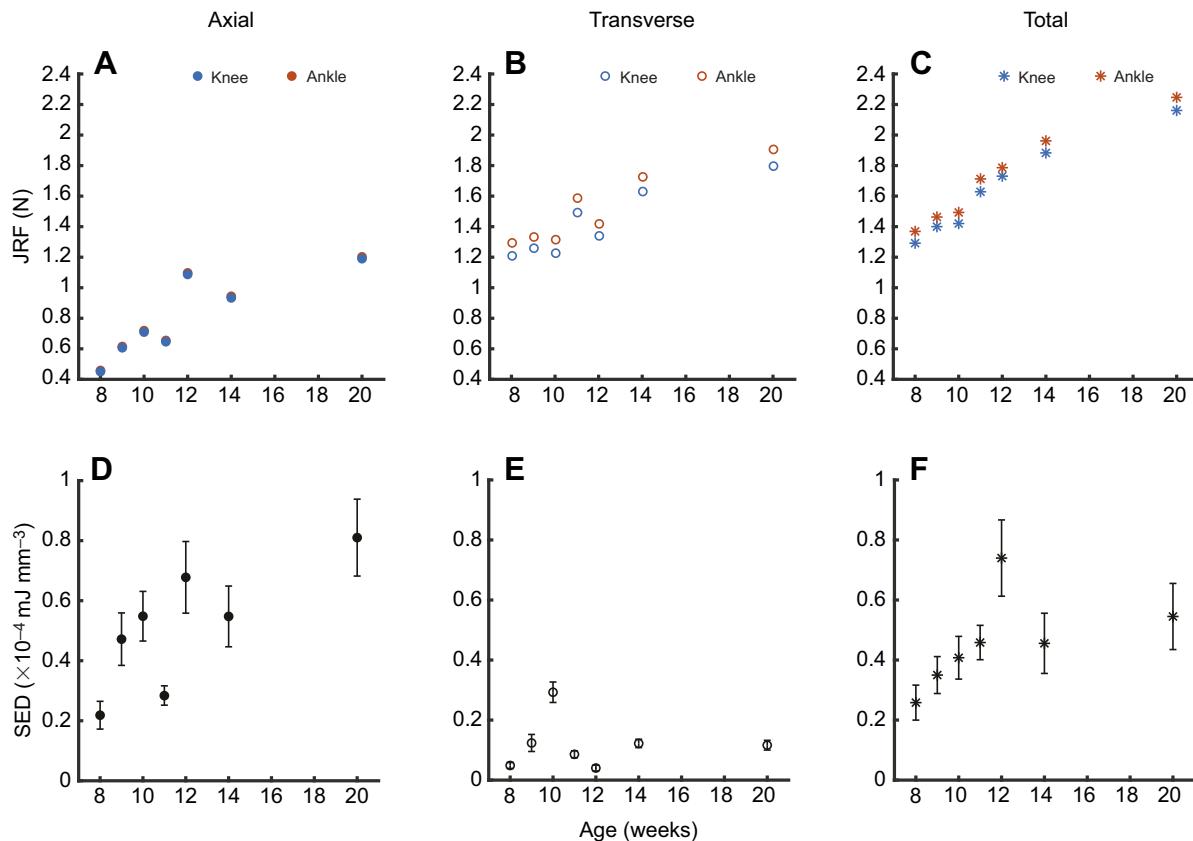 Axial Transverse Total
A B C
Knee Ankle Knee Ankle Knee Ankle
2.4 2.4 2.4
2.2 2.2 2.2
2 2 2
1.8 1.8 1.8
1.6 1.6 1.6
1.4 1.4 1.4
1.2 1.2 1.2
1 1 1
0.8 0.8 0.8
0.6 0.6 0.6
0.4 0.4 0.4
JRF (N)
8 10 12 14 16 18 20 8 10 12 14 16 18 20 8 10 12 14 16 18 20
D E F
1 1 1
0.8 0.8 0.8
0.6 0.6 0.6
0.4 0.4 0.4
0.2 0.2 0.2
0 0 0
SED (×10⁻⁴ mJ mm⁻³)
8 10 12 14 16 18 20 8 10 12 14 16 18 20 8 10 12 14 16 18 20
Age (weeks)